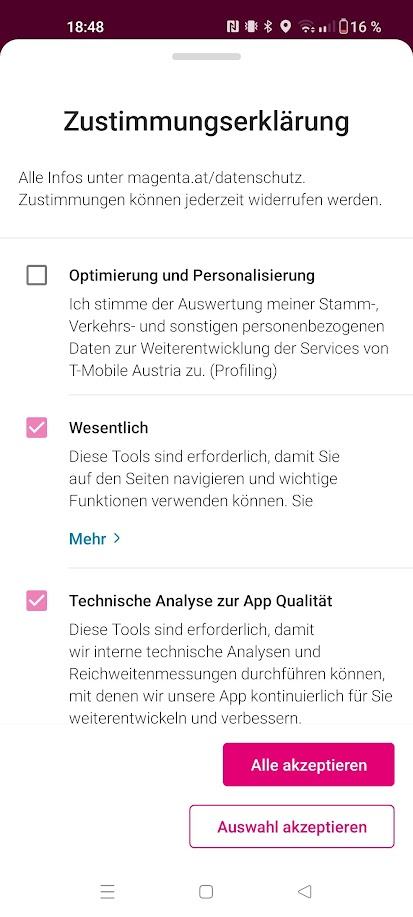 18:48
16 %
Zustimmungserklärung
Alle Infos unter magenta.at/datenschutz.
Zustimmungen können jederzeit widerrufen werden.
Optimierung und Personalisierung
Ich stimme der Auswertung meiner Stamm-,
Verkehrs- und sonstigen personenbezogenen
Daten zur Weiterentwicklung der Services von
T-Mobile Austria zu. (Profiling)
Wesentlich
Diese Tools sind erforderlich, damit Sie
auf den Seiten navigieren und wichtige
Funktionen verwenden können. Sie
Mehr
Technische Analyse zur App Qualität
Diese Tools sind erforderlich, damit
wir interne technische Analysen und
Reichweitenmessungen durchführen können,
mit denen wir unsere App kontinuierlich für Sie
weiterentwickeln und verbessern.
Alle akzeptieren
Auswahl akzeptieren